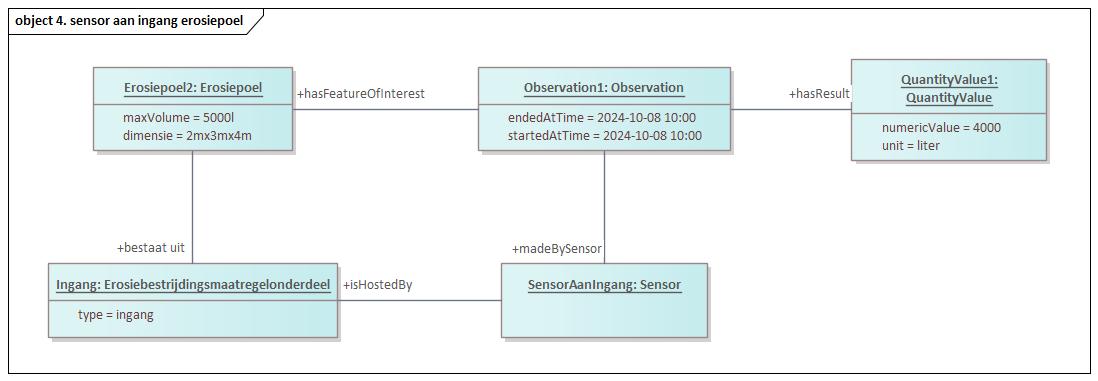 object 4. sensor aan ingang erosiepoel
Erosiepoel2: Erosiepoel
maxVolume = 5000l
dimensie = 2mx3mx4m
+hasFeatureOfInterest
Observation1: Observation
endedAtTime = 2024-10-08 10:00
startedAtTime = 2024-10-08 10:00
+hasResult
QuantityValue1:
QuantityValue
numericValue = 4000
unit = liter
+bestaat uit
+madeBySensor
Ingang: Erosiebestrijdingsmaatregelonderdeel
type = ingang
+isHostedBy
SensorAanIngang: Sensor